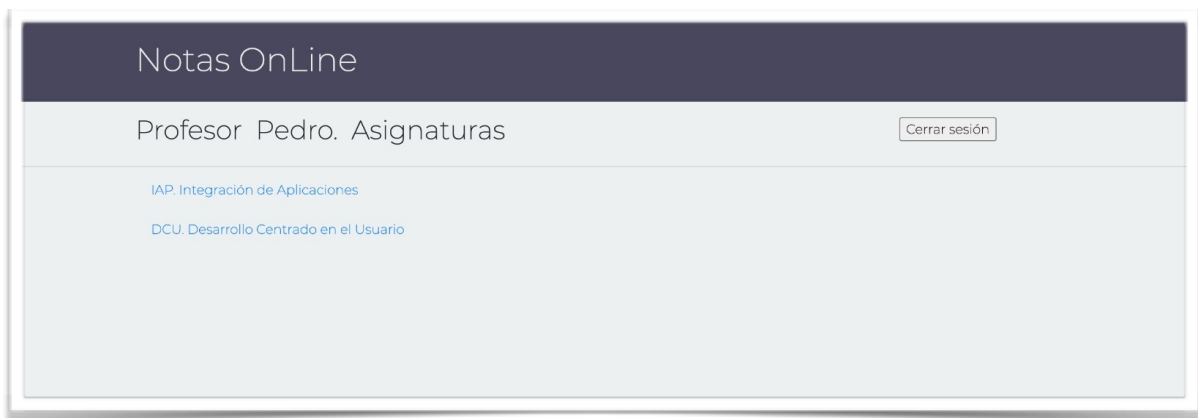 Notas OnLine
Profesor Pedro. Asignaturas
Cerrar sesión
IAP. Integración de Aplicaciones
DCU. Desarrollo Centrado en el Usuario